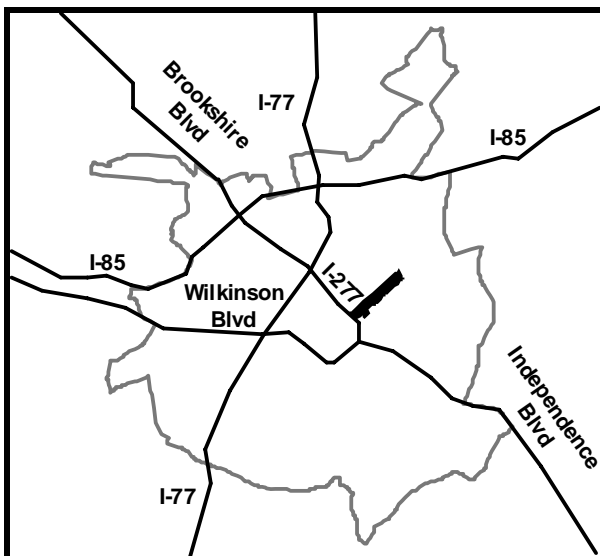 Brookshire
Blvd
I-77
I-85
I-85
I-277
Wilkinson
Blvd
Independence
Blvd
I-77